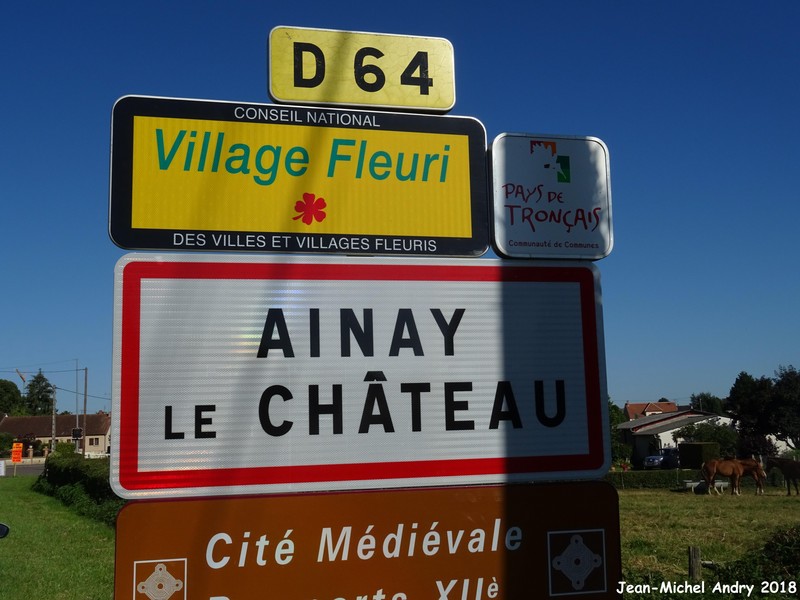 D 64
CONSEIL NATIONAL
Village Fleuri
DES VILLES ET VILLAGES FLEURIS
PAYS DE
TRONÇAIS
Communauté de Communes
AINAY
LE CHÂTEAU
Cité Médiévale
XIIè
Jean-Michel Andry 2018